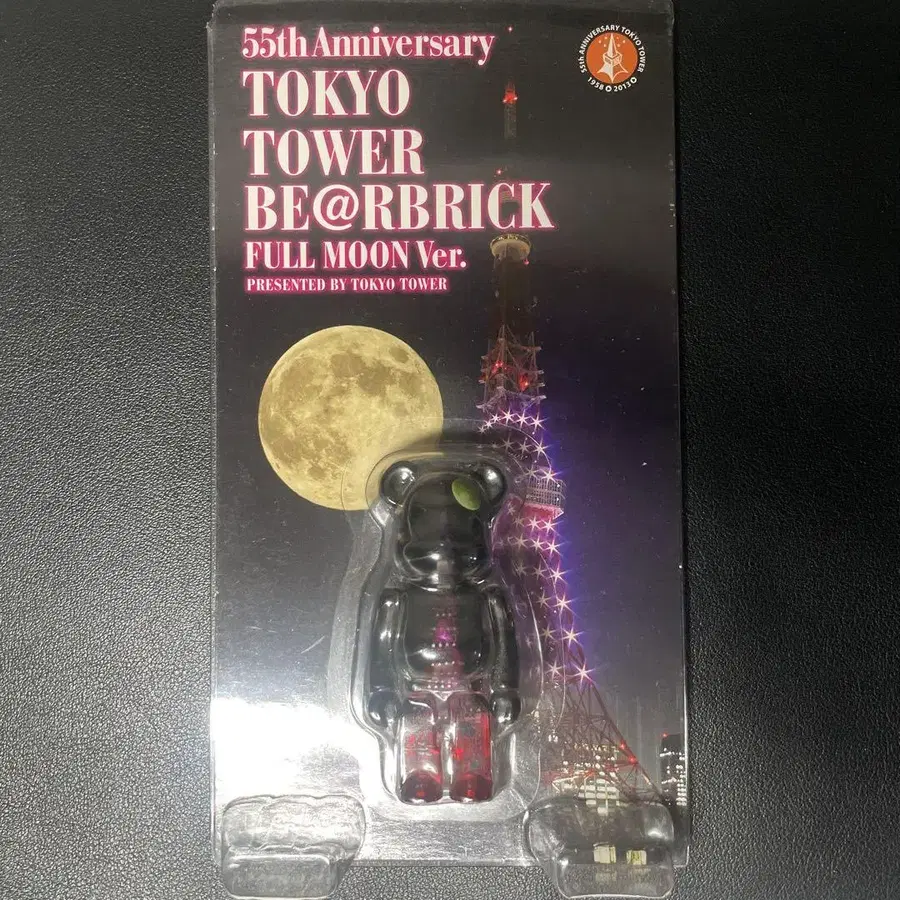 55th Anniversary
TOKYO
TOWER
BE@RBRICK
FULL MOON Ver.
PRESENTED BY TOKYO TOWER
55th ANNIVERSARY TOKYO TOWER
1958 2013